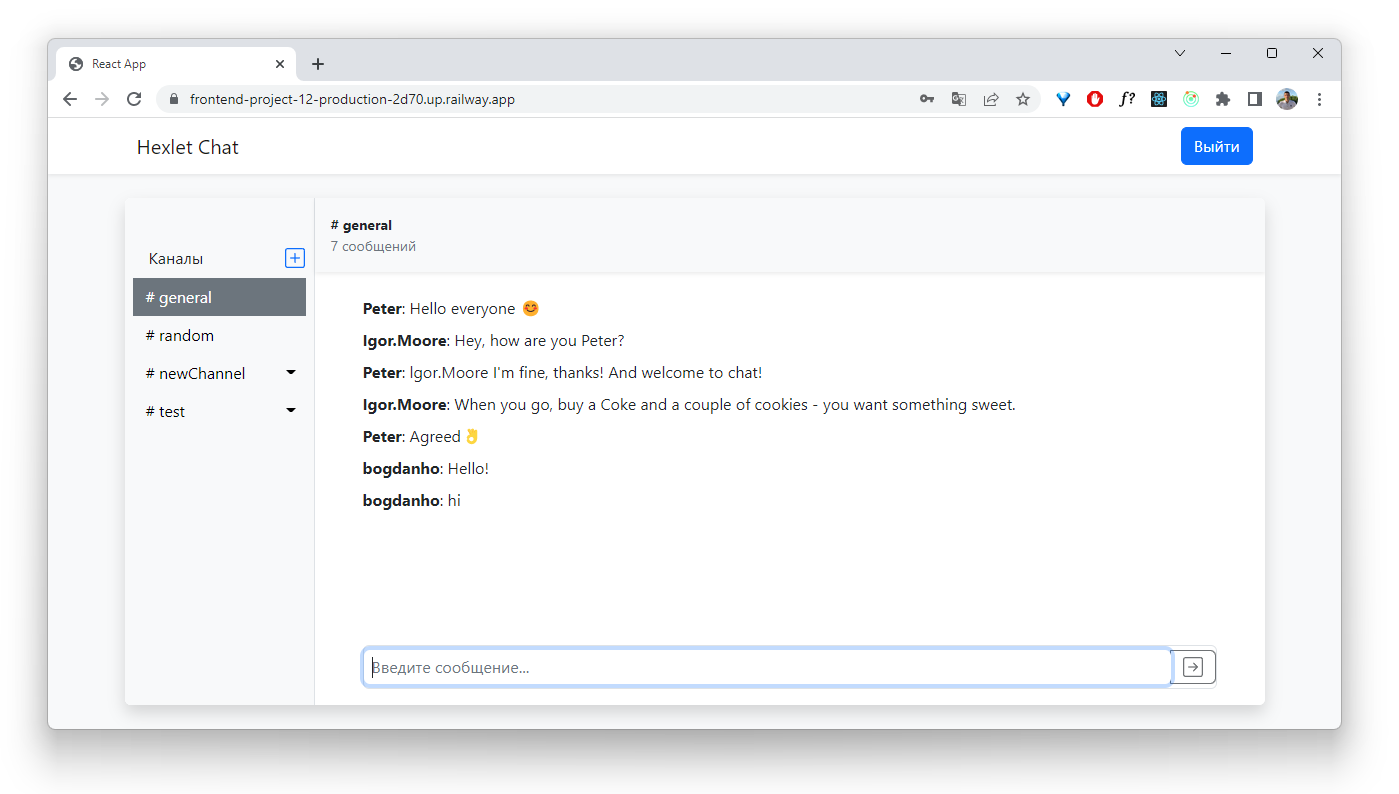 React App
frontend-project-12-production-2d70.up.railway.app
f?
Hexlet Chat
Выйти
Каналы
# general
# random
# newChannel
# test
# general
7 сообщений
Peter: Hello everyone 😊
Igor.Moore: Hey, how are you Peter?
Peter: lgor.Moore I'm fine, thanks! And welcome to chat!
Igor.Moore: When you go, buy a Coke and a couple of cookies - you want something sweet.
Peter: Agreed👌
bogdanho: Hello!
bogdanho: hi
Введите сообщение...